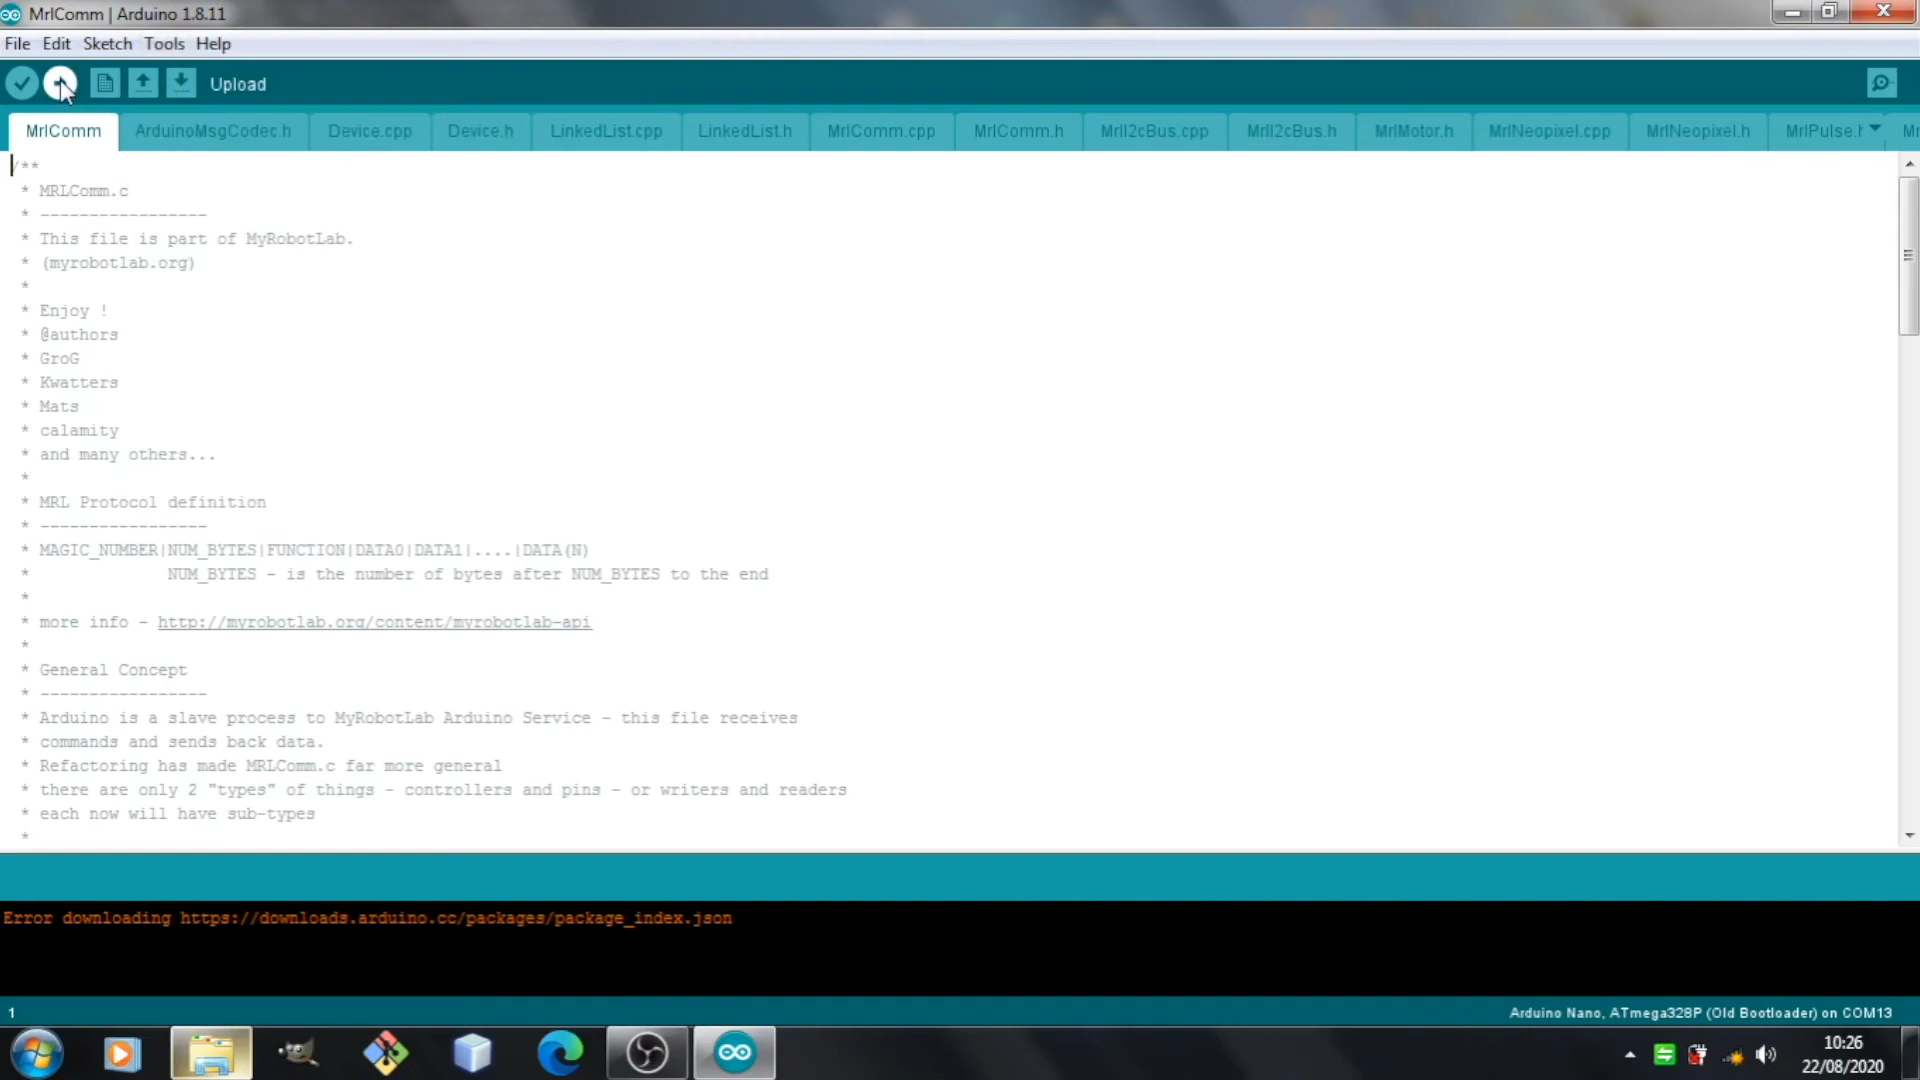 MrlComm | Arduino 1.8.11
File Edit Sketch Tools Help
Upload
MrlComm ArduinoMsgCodec.h Device.cpp Device.h LinkedList.cpp LinkedList.h MrlComm.cpp MrlComm.h MrlI2cBus.cpp MrlI2cBus.h MrlMotor.h MrlNeopixel.cpp MrlNeopixel.h MrlPulse.h
/**
* MRLComm.c
* -----------------
* This file is part of MyRobotLab.
* (myrobotlab.org)
*
* Enjoy !
* @authors
* GroG
* Kwatters
* Mats
* calamity
* and many others...
*
* MRL Protocol definition
* -----------------
* MAGIC_NUMBER|NUM_BYTES|FUNCTION|DATA0|DATA1|....|DATA(N)
* NUM_BYTES - is the number of bytes after NUM_BYTES to the end
*
* more info - http://myrobotlab.org/content/myrobotlab-api
*
* General Concept
* -----------------
* Arduino is a slave process to MyRobotLab Arduino Service - this file receives
* commands and sends back data.
* Refactoring has made MRLComm.c far more general
* there are only 2 "types" of things - controllers and pins - or writers and readers
* each now will have sub-types
*
Error downloading https://downloads.arduino.cc/packages/package_index.json
1
Arduino Nano, ATmega328P (Old Bootloader) on COM13
10:26
22/08/2020